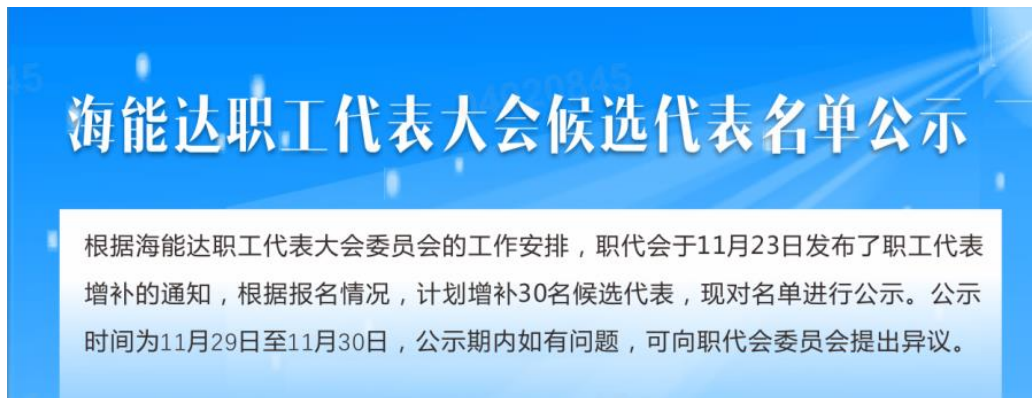 海能达职工代表大会候选代表名单公示
根据海能达职工代表大会委员会的工作安排，职代会于11月23日发布了职工代表
增补的通知，根据报名情况，计划增补30名候选代表，现对名单进行公示。公示
时间为11月29日至11月30日，公示期内如有问题，可向职代会委员会提出异议。